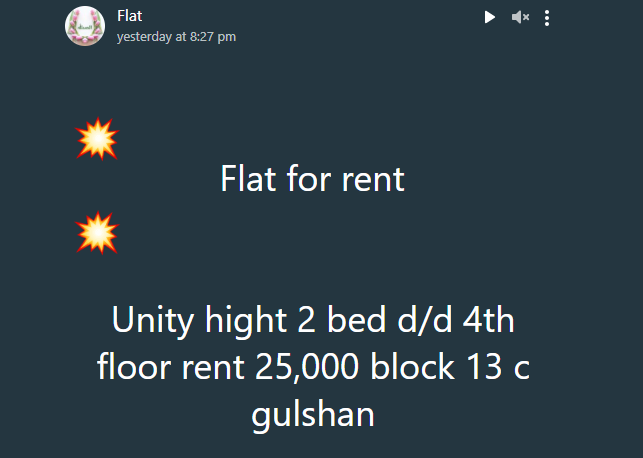 Flat
yesterday at 8:27 pm
Flat for rent
Unity hight 2 bed d/d 4th
floor rent 25,000 block 13 c
gulshan